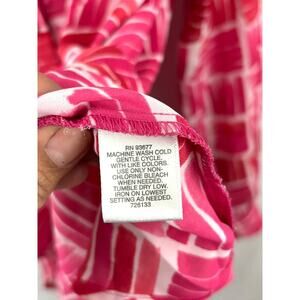 RN 93677
MACHINE WASH COLD
GENTLE CYCLE,
WITH LIKE COLORS.
USE ONLY NON-
CHLORINE BLEACH
WHEN NEEDED.
TUMBLE DRY LOW.
IRON ON LOWEST
SETTING AS NEEDED.
726133